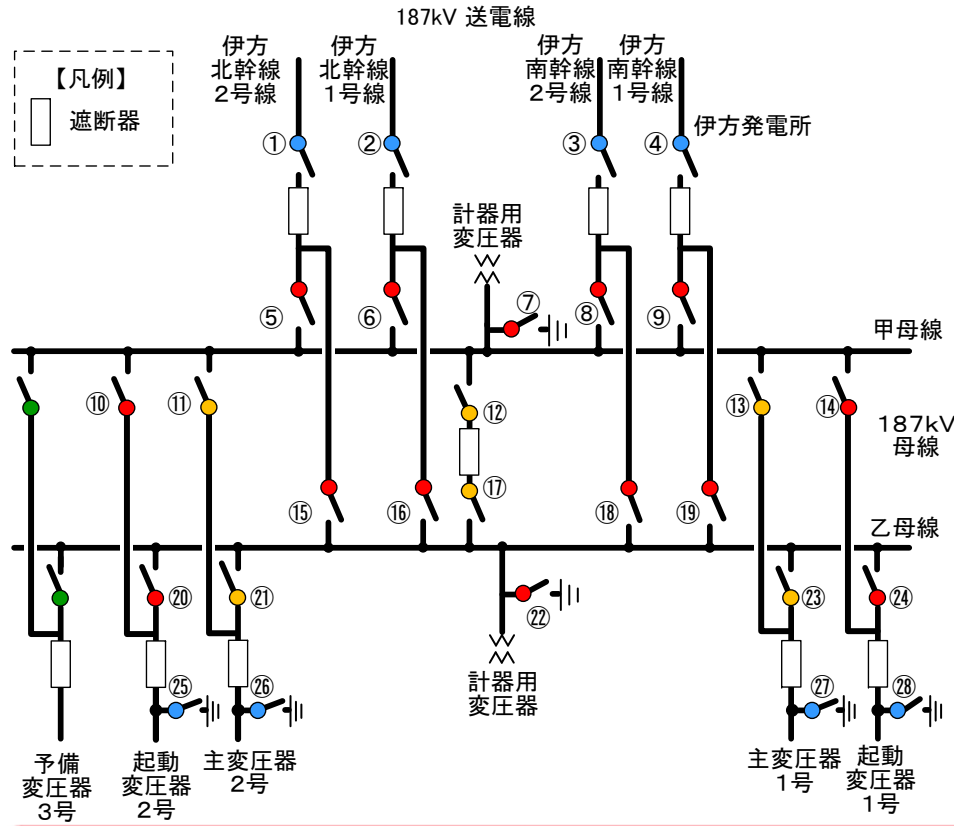 187kV 送電線
【凡例】
遮断器
伊方
北幹線
2号線
伊方
北幹線
1号線
伊方
南幹線
2号線
伊方
南幹線
1号線
①
②
③
④
伊方発電所
計器用
変圧器
⑤
⑥
⑦
⑧
⑨
甲母線
⑩
⑪
⑫
⑬
⑭
187kV
母線
⑮
⑯
⑰
⑱
⑲
乙母線
⑳
㉑
㉒
㉓
㉔
計器用
変圧器
㉕
㉖
㉗
㉘
予備
変圧器
3号
起動
変圧器
2号
主変圧器
2号
主変圧器
1号
起動
変圧器
1号